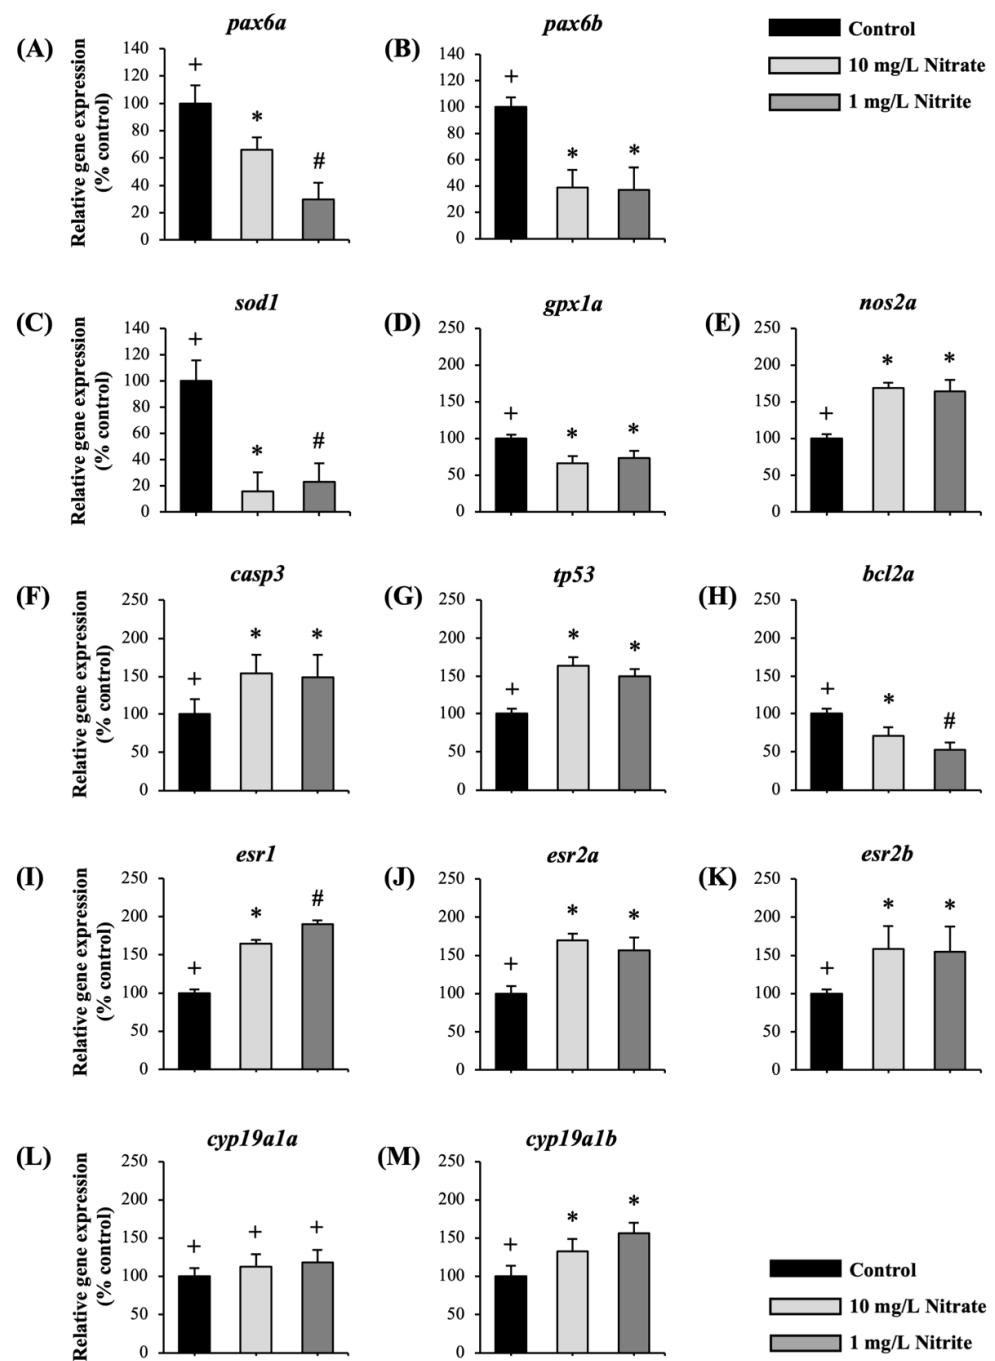 pax6a
pax6b
(A)
(B)
Control
10 mg/L Nitrate
1 mg/L Nitrite
Relative gene expression
(% control)
140
120
100
80
60
40
20
0
+
*
#
140
120
100
80
60
40
20
0
+
*
*
sod1
gpx1a
nos2a
(C)
(D)
(E)
Relative gene expression
(% control)
140
120
100
80
60
40
20
0
+
*
#
250
200
150
100
50
0
+
*
*
250
200
150
100
50
0
+
*
*
casp3
tp53
bcl2a
(F)
(G)
(H)
Relative gene expression
(% control)
250
200
150
100
50
0
+
*
*
250
200
150
100
50
0
+
*
*
250
200
150
100
50
0
+
*
#
esr1
esr2a
esr2b
(I)
(J)
(K)
Relative gene expression
(% control)
250
200
150
100
50
0
+
*
#
250
200
150
100
50
0
+
*
*
250
200
150
100
50
0
+
*
*
cyp19a1a
cyp19a1b
(L)
(M)
Relative gene expression
(% control)
250
200
150
100
50
0
+
+
+
250
200
150
100
50
0
+
*
*
Control
10 mg/L Nitrate
1 mg/L Nitrite